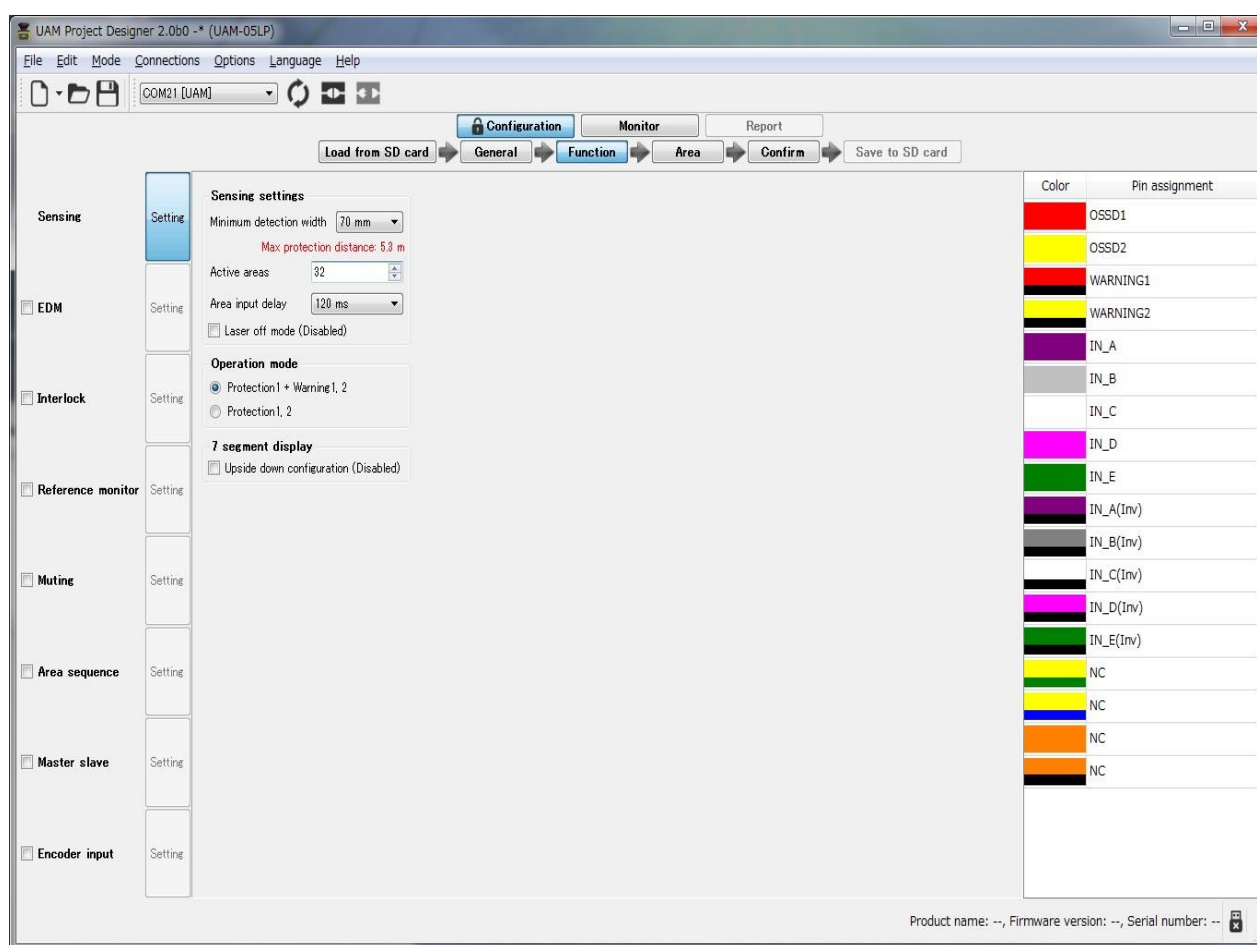 UAM Project Designer 2.0b0 -* (UAM-05LP)
File Edit Mode Connections Options Language Help
COM21 [UAM]
Configuration Monitor Report
Load from SD card General Function Area Confirm Save to SD card
Sensing Setting
EDM Setting
Interlock Setting
Reference monitor Setting
Muting Setting
Area sequence Setting
Master slave Setting
Encoder input Setting
Sensing settings
Minimum detection width 70 mm
Max protection distance: 5.3 m
Active areas 32
Area input delay 120 ms
Laser off mode (Disabled)
Operation mode
Protection1 + Warning1, 2
Protection1, 2
7 segment display
Upside down configuration (Disabled)
Color Pin assignment
OSSD1
OSSD2
WARNING1
WARNING2
IN_A
IN_B
IN_C
IN_D
IN_E
IN_A(Inv)
IN_B(Inv)
IN_C(Inv)
IN_D(Inv)
IN_E(Inv)
NC
NC
NC
NC
Product name: --, Firmware version: --, Serial number: --